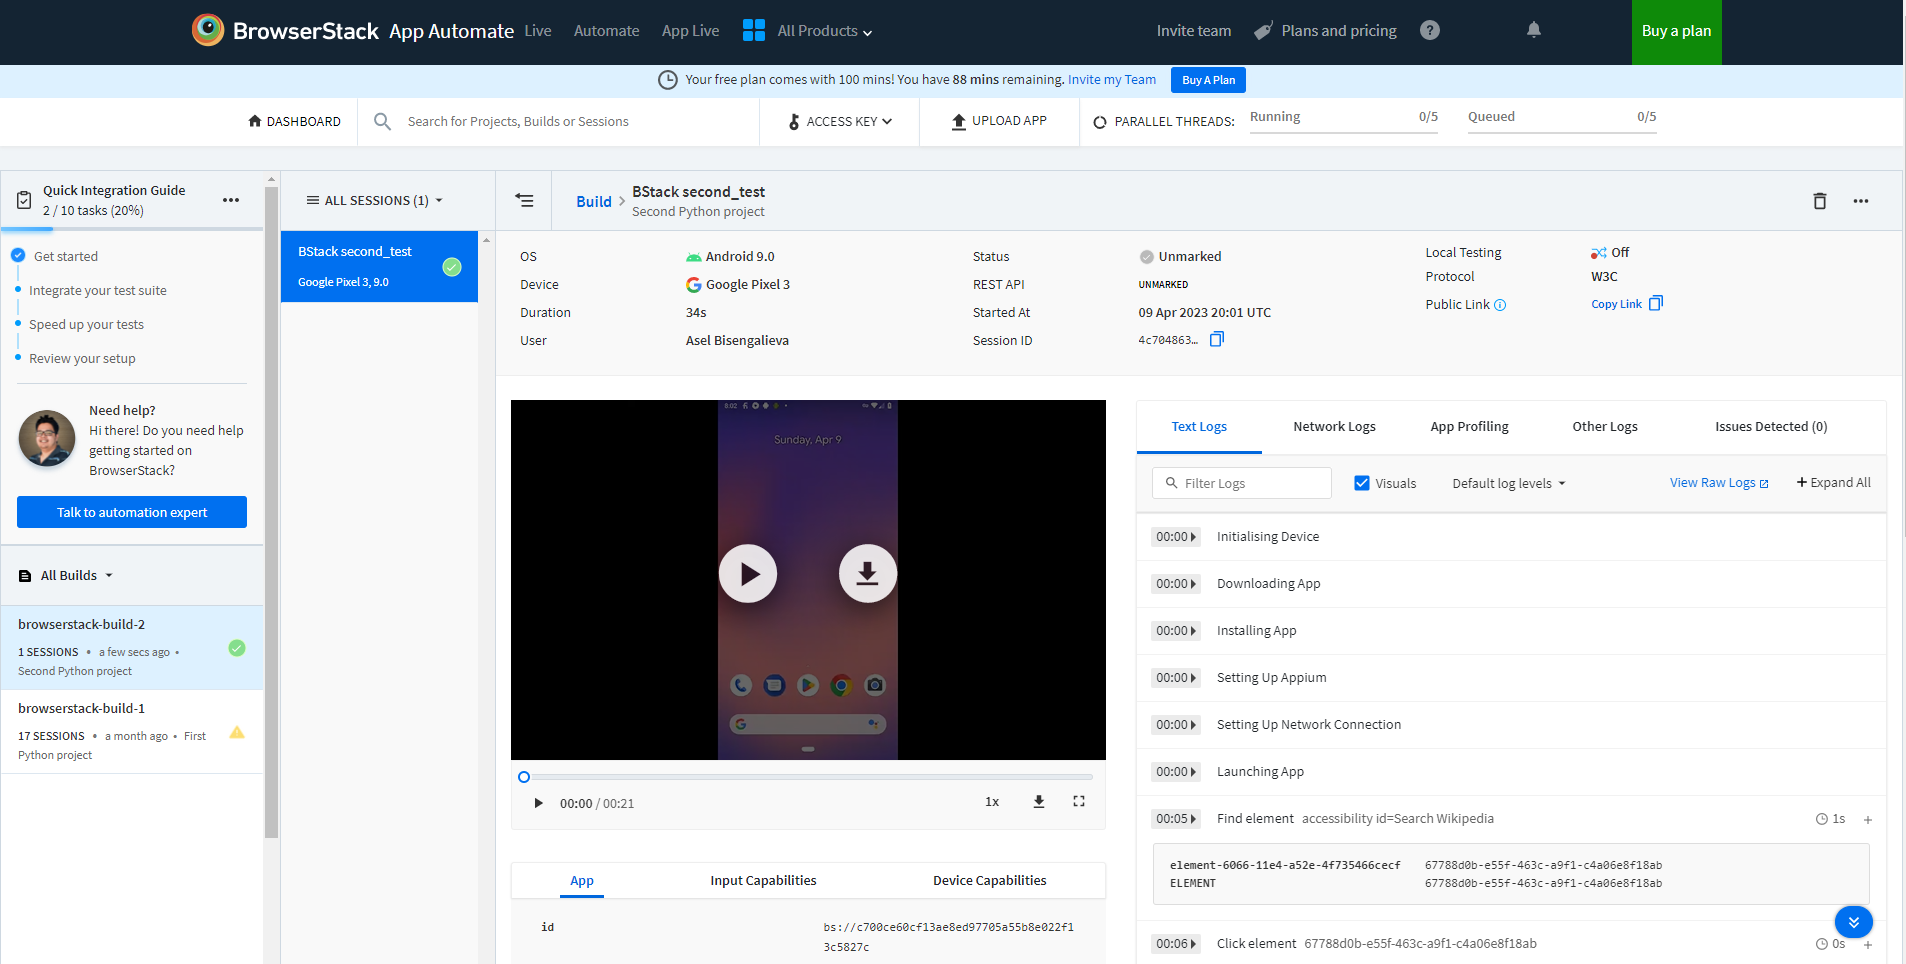 BrowserStack App Automate Live Automate App Live All Products Invite team Plans and pricing ? Buy a plan
Your free plan comes with 100 mins! You have 88 mins remaining. Invite my Team Buy A Plan
DASHBOARD Search for Projects, Builds or Sessions ACCESS KEY UPLOAD APP PARALLEL THREADS: Running 0/5 Queued 0/5
Quick Integration Guide
2 / 10 tasks (20%)
Get started
Integrate your test suite
Speed up your tests
Review your setup
Need help?
Hi there! Do you need help
getting started on
BrowserStack?
Talk to automation expert
All Builds
browserstack-build-2
1 SESSIONS • a few secs ago •
Second Python project
browserstack-build-1
17 SESSIONS • a month ago • First
Python project
ALL SESSIONS (1)
BStack second_test
Google Pixel 3, 9.0
Build > BStack second_test
Second Python project
OS Android 9.0
Device Google Pixel 3
Duration 34s
User Asel Bisengalieva
Status Unmarked
REST API UNMARKED
Started At 09 Apr 2023 20:01 UTC
Session ID 4c704863...
Local Testing Off
Protocol W3C
Public Link Copy Link
8:02
Sunday, Apr 9
00:00 / 00:21 1x
App Input Capabilities Device Capabilities
id bs://c700ce60cf13ae8ed97705a55b8e022f1
3c5827c
Text Logs Network Logs App Profiling Other Logs Issues Detected (0)
Filter Logs Visuals Default log levels View Raw Logs + Expand All
00:00 Initialising Device
00:00 Downloading App
00:00 Installing App
00:00 Setting Up Appium
00:00 Setting Up Network Connection
00:00 Launching App
00:05 Find element accessibility id=Search Wikipedia 1s +
element-6066-11e4-a52e-4f735466cecf 67788d0b-e55f-463c-a9f1-c4a06e8f18ab
ELEMENT 67788d0b-e55f-463c-a9f1-c4a06e8f18ab
00:06 Click element 67788d0b-e55f-463c-a9f1-c4a06e8f18ab 0s +